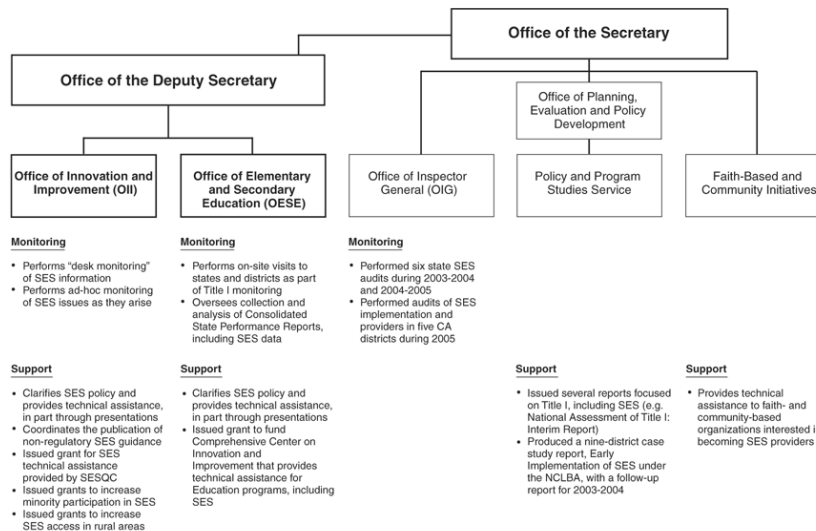 Office of the Secretary
Office of the Deputy Secretary
Office of Planning,
Evaluation and Policy
Development
Office of Innovation and
Improvement (OII)
Office of Elementary
and Secondary
Education (OESE)
Office of Inspector
General (OIG)
Policy and Program
Studies Service
Faith-Based and
Community Initiatives
Monitoring
• Performs "desk monitoring"
of SES information
• Performs ad-hoc monitoring
of SES issues as they arise
Monitoring
• Performs on-site visits to
states and districts as part
of Title I monitoring
• Oversees collection and
analysis of Consolidated
State Performance Reports,
including SES data
Monitoring
• Performed six state SES
audits during 2003-2004
and 2004-2005
• Performed audits of SES
implementation and
providers in five CA
districts during 2005
Support
• Clarifies SES policy and
provides technical assistance,
in part through presentations
• Coordinates the publication of
non-regulatory SES guidance
• Issued grant for SES
technical assistance
provided by SESQC
• Issued grants to increase
minority participation in SES
• Issued grants to increase
SES access in rural areas
Support
• Clarifies SES policy and
provides technical assistance,
in part through presentations
• Issued grant to fund
Comprehensive Center on
Innovation and
Improvement that provides
technical assistance for
Education programs, including
SES
Support
• Issued several reports focused
on Title I, including SES (e.g.
National Assessment of Title I:
Interim Report)
• Produced a nine-district case
study report, Early
Implementation of SES under
the NCLBA, with a follow-up
report for 2003-2004
Support
• Provides technical
assistance to faith- and
community-based
organizations interested i
becoming SES providers